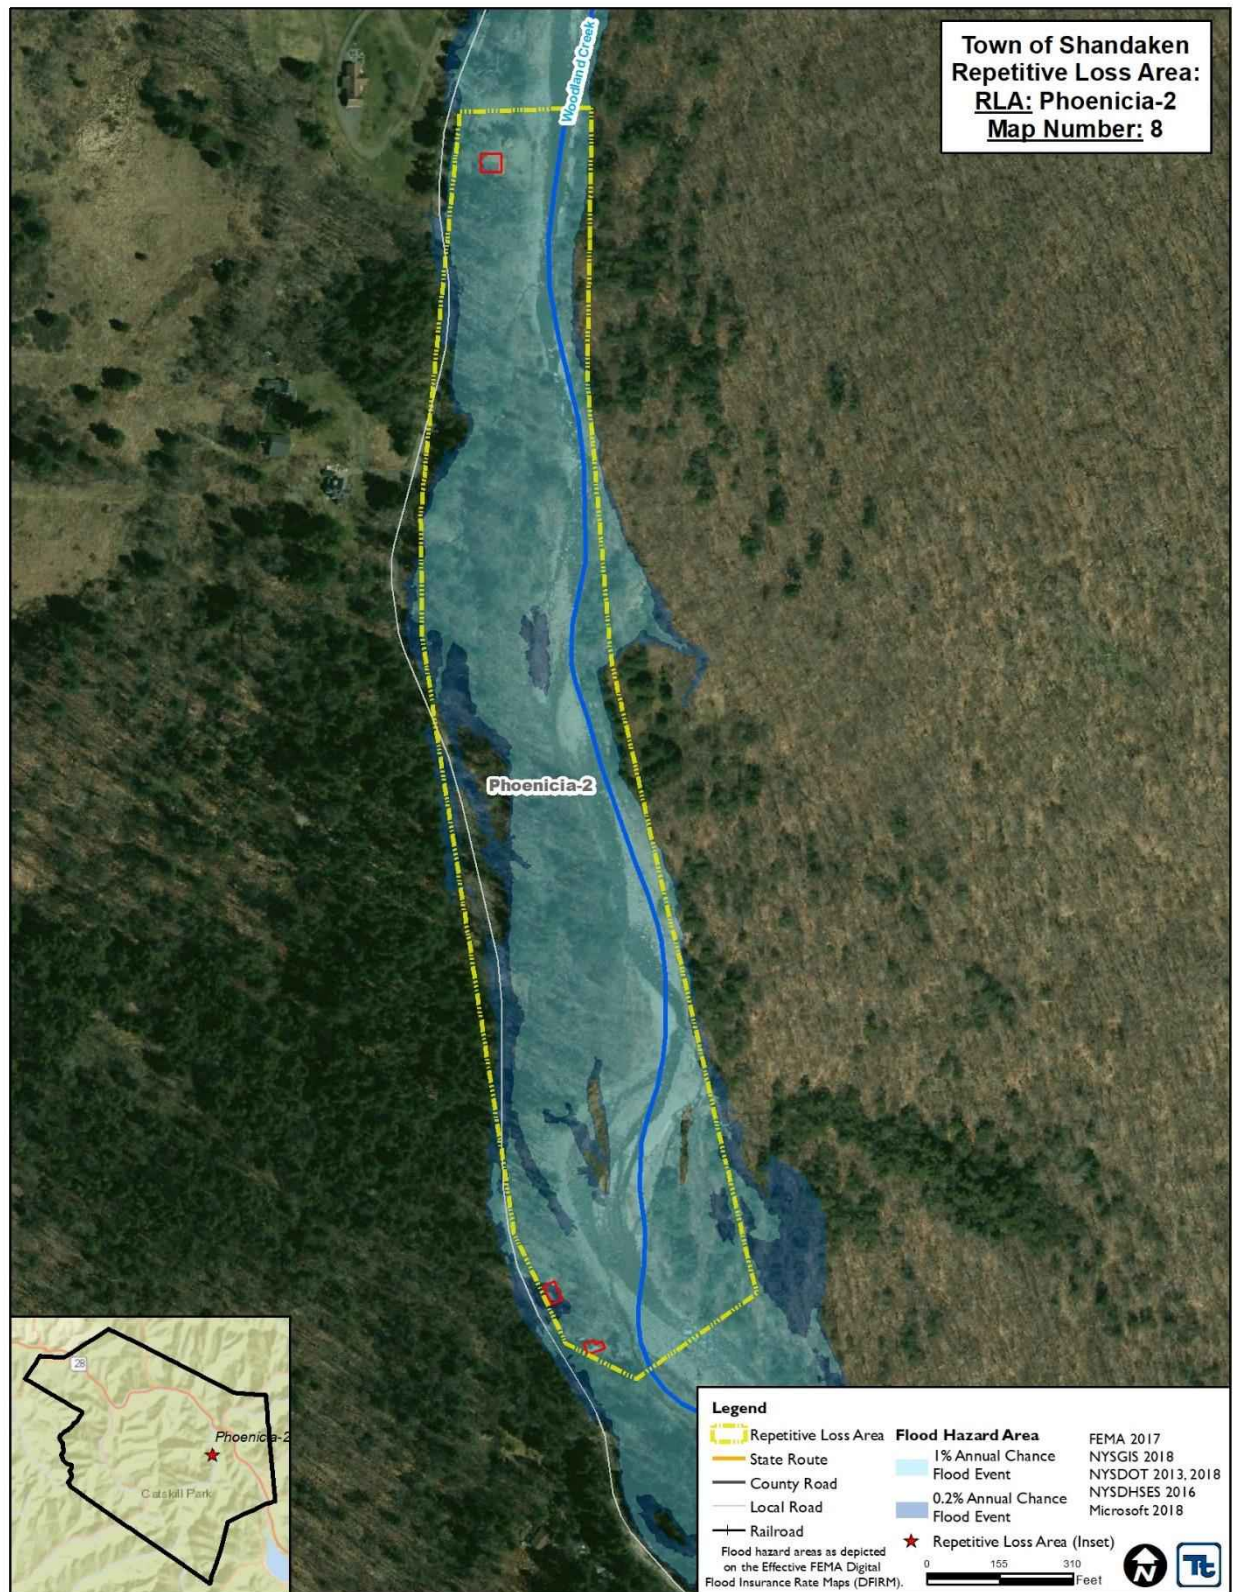 Town of Shandaken
Repetitive Loss Area:
RLA: Phoenicia-2
Map Number: 8
Woodland Creek
Phoenicia-2
28
Phoenicia-2
Catskill Park
Legend
Repetitive Loss Area
State Route
County Road
Local Road
Railroad
Flood hazard areas as depicted
on the Effective FEMA Digital
Flood Insurance Rate Maps (DFIRM).
Flood Hazard Area
1% Annual Chance
Flood Event
0.2% Annual Chance
Flood Event
Repetitive Loss Area (Inset)
FEMA 2017
NYSGIS 2018
NYSDOT 2013, 2018
NYSDHSES 2016
Microsoft 2018
0 155 310
Feet
N
Tt